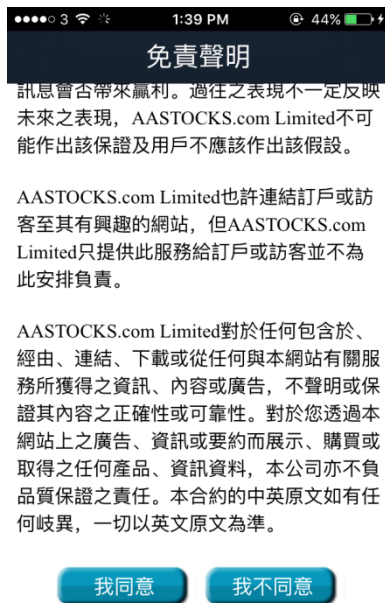 3 1:39 PM 44%
免責聲明
訊息會否帶來贏利。過往之表現不一定反映
未來之表現，AASTOCKS.com Limited不可
能作出該保證及用戶不應該作出該假設。
AASTOCKS.com Limited也許連結訂戶或訪
客至其有興趣的網站，但AASTOCKS.com
Limited只提供此服務給訂戶或訪客並不為
此安排負責。
AASTOCKS.com Limited對於任何包含於、
經由、連結、下載或從任何與本網站有關服
務所獲得之資訊、內容或廣告，不聲明或保
證其內容之正確性或可靠性。對於您透過本
網站上之廣告、資訊或要約而展示、購買或
取得之任何產品、資訊資料，本公司亦不負
品質保證之責任。本合約的中英原文如有任
何岐異，一切以英文原文為準。
我同意 我不同意